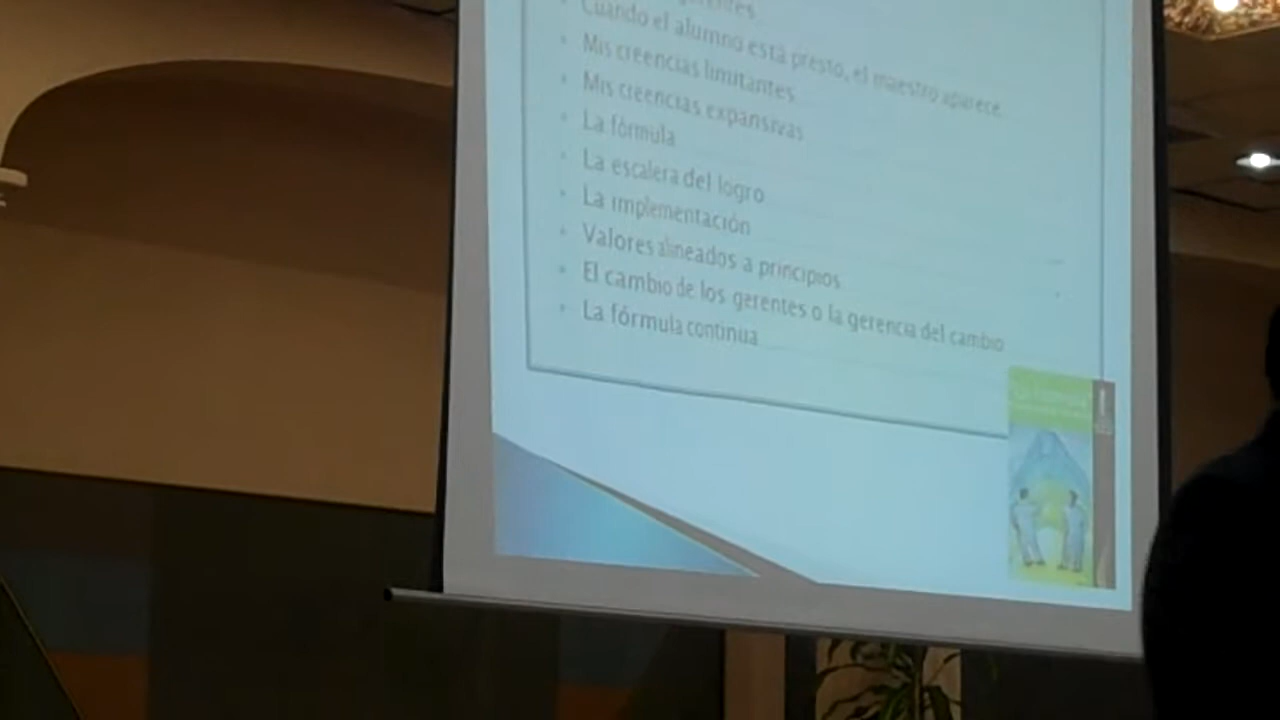 Cuando el alumno está presto, el maestro aparece
Mis creencias limitantes
Mis creencias expansivas
La fórmula
La escalera del logro
La implementación
Valores alineados a principios
El cambio de los gerentes o la gerencia del cambio
La fórmula continua